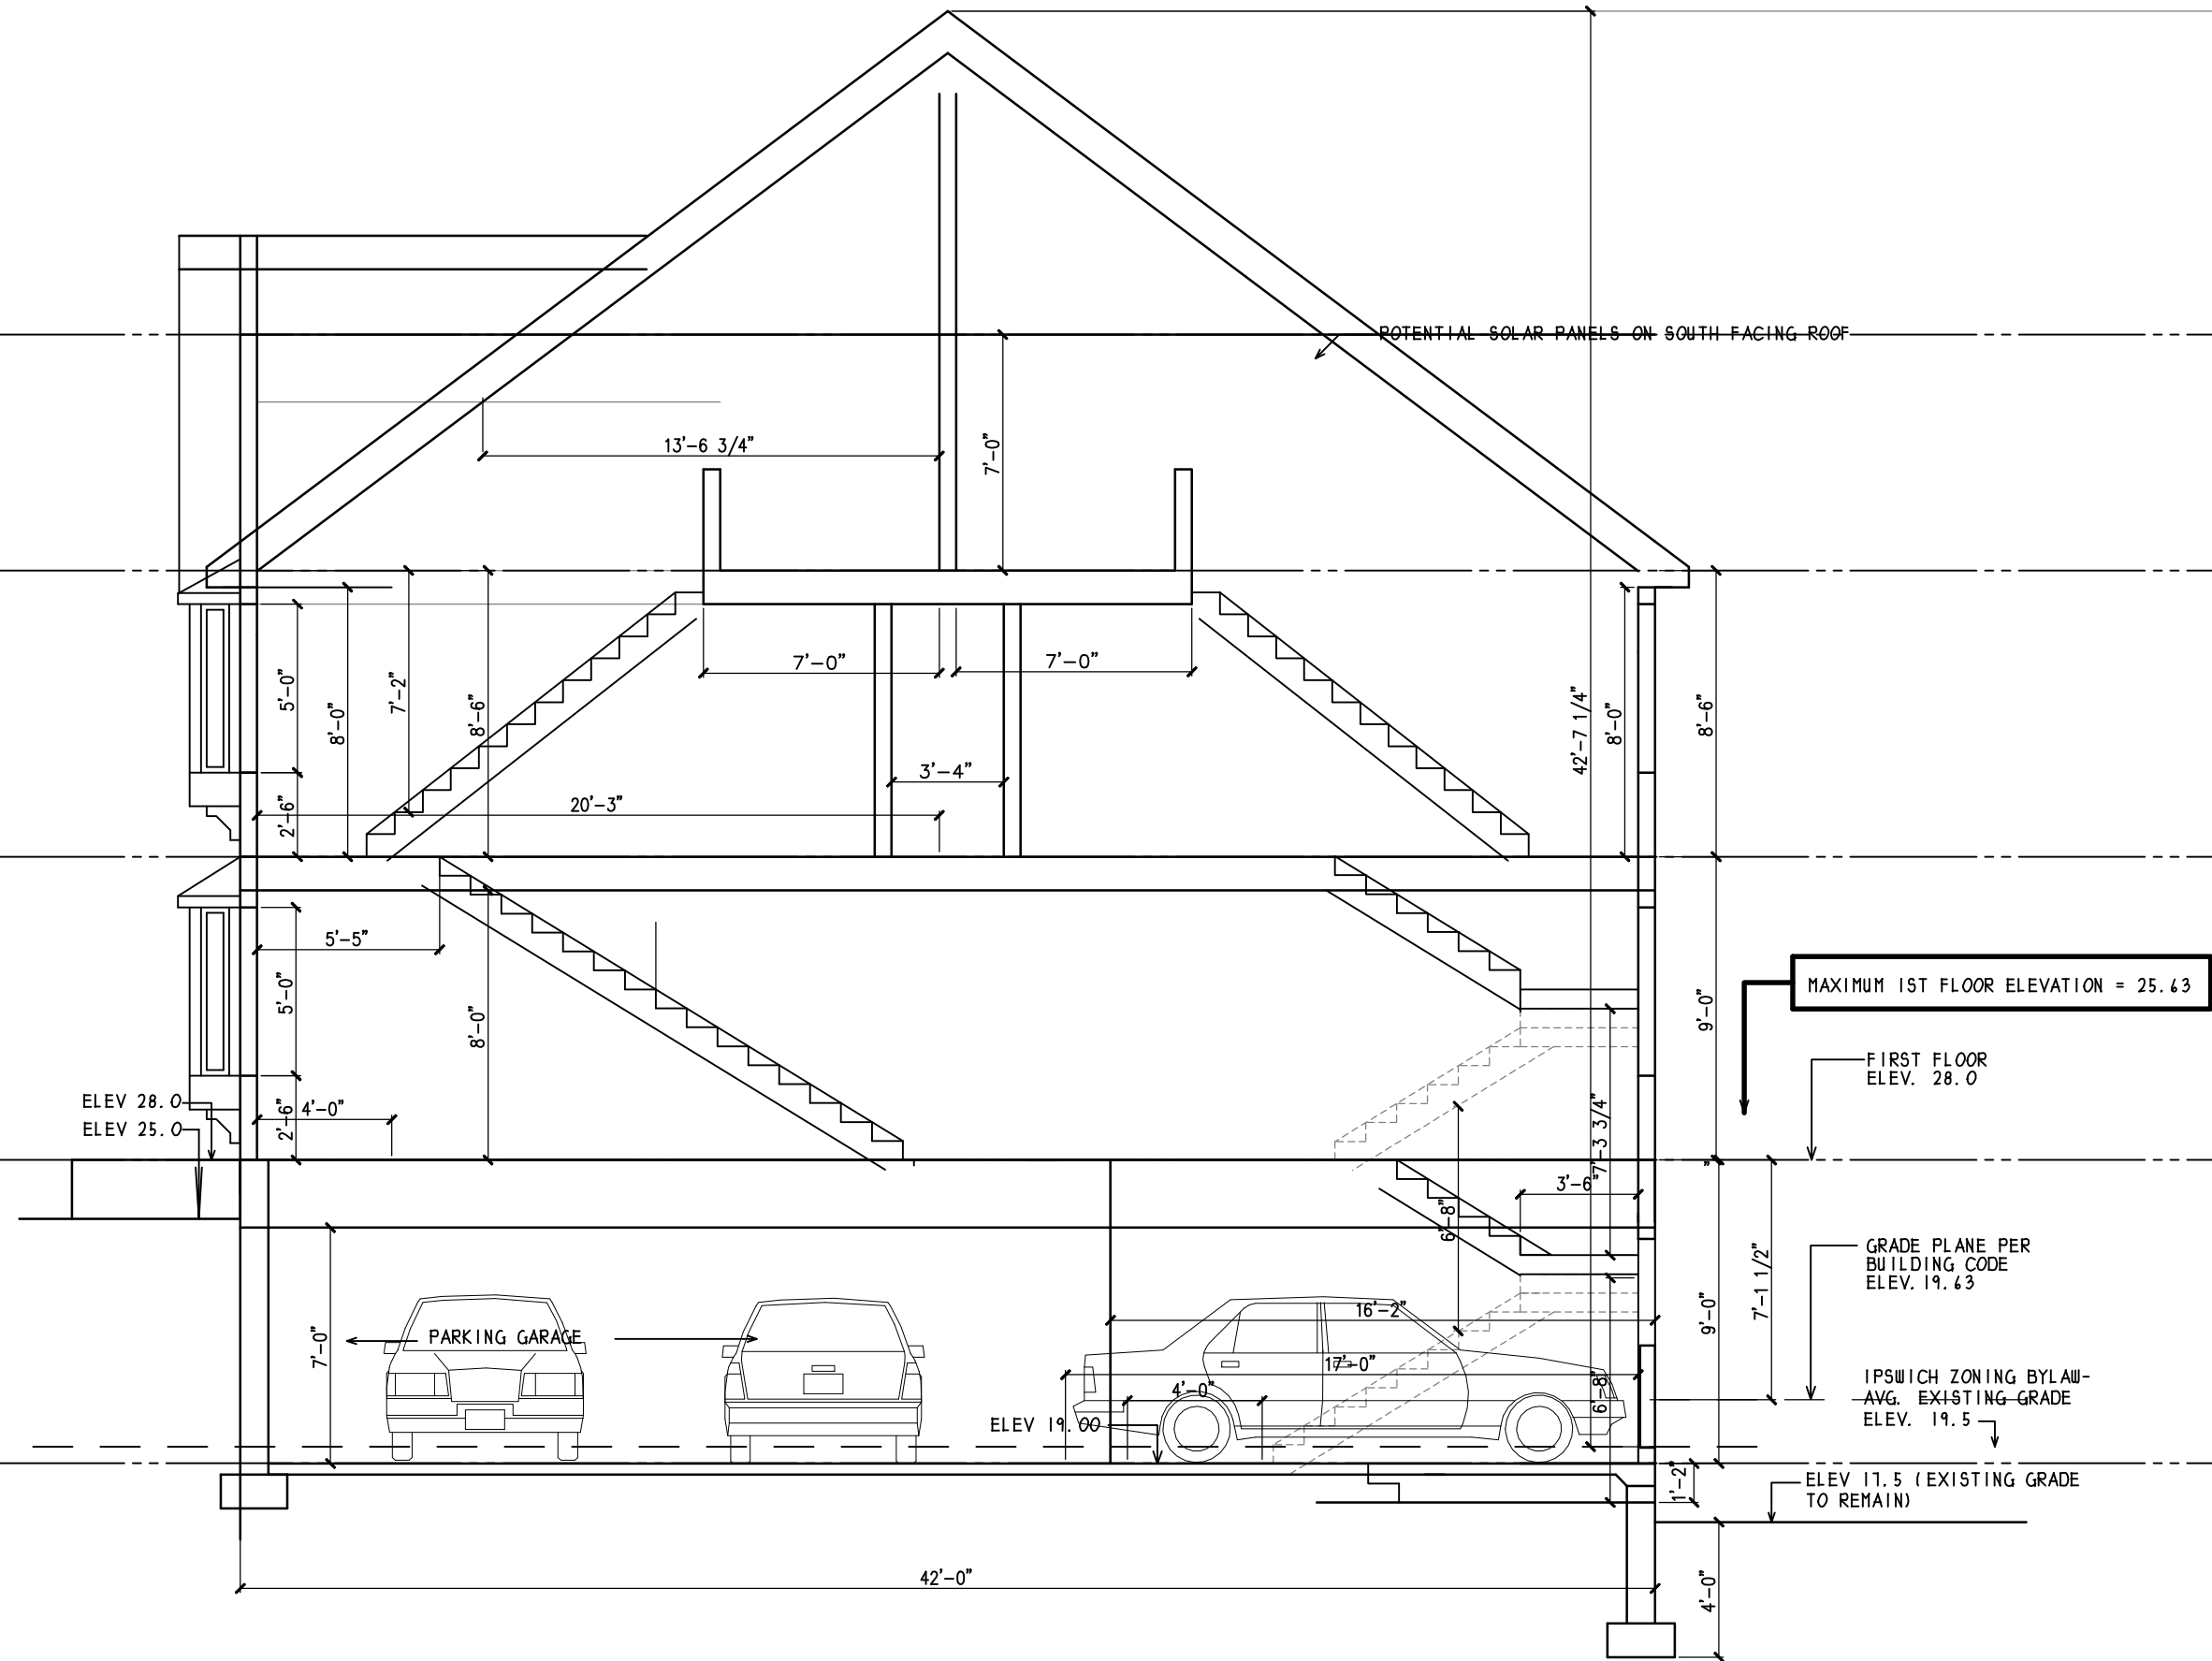 POTENTIAL SOLAR PANELS ON SOUTH FACING ROOF
13'-6 3/4"
7'-0"
7'-0"
7'-0"
5'-0"
8'-0"
7'-2"
8'-6"
42'-7 1/4"
8'-0"
8'-6"
3'-4"
20'-3"
2'-6"
5'-5"
5'-0"
8'-0"
9'-0"
MAXIMUM 1ST FLOOR ELEVATION = 25.63
FIRST FLOOR
ELEV. 28.0
ELEV 28.0
ELEV 25.0
2'-6"
4'-0"
7'-3 3/4"
3'-6"
"
6'-8"
GRADE PLANE PER
BUILDING CODE
ELEV. 19.63
7'-1 1/2"
9'-0"
16'-2"
PARKING GARAGE
7'-0"
17'-0"
4'-0"
6'-8"
IPSWICH ZONING BYLAW-
AVG. EXISTING GRADE
ELEV. 19.5
ELEV 19.00
1'-2"
ELEV 17.5 (EXISTING GRADE
TO REMAIN)
42'-0"
4'-0"